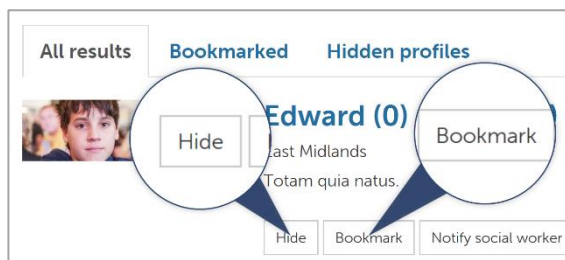 All results Bookmarked Hidden profiles
Edward (0)
Hide Bookmark
East Midlands
Totam quia natus.
Hide Bookmark Notify social worker